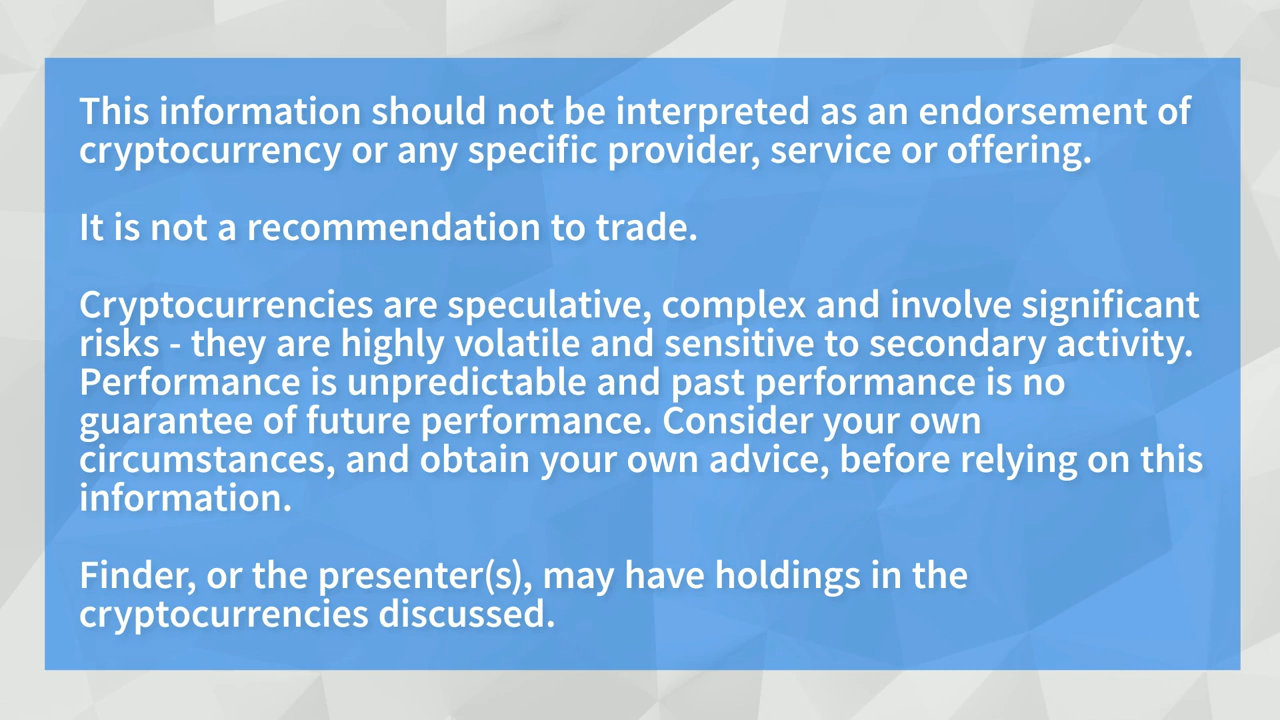 This information should not be interpreted as an endorsement of
cryptocurrency or any specific provider, service or offering.
It is not a recommendation to trade.
Cryptocurrencies are speculative, complex and involve significant
risks - they are highly volatile and sensitive to secondary activity.
Performance is unpredictable and past performance is no
guarantee of future performance. Consider your own
circumstances, and obtain your own advice, before relying on this
information.
Finder, or the presenter(s), may have holdings in the
cryptocurrencies discussed.